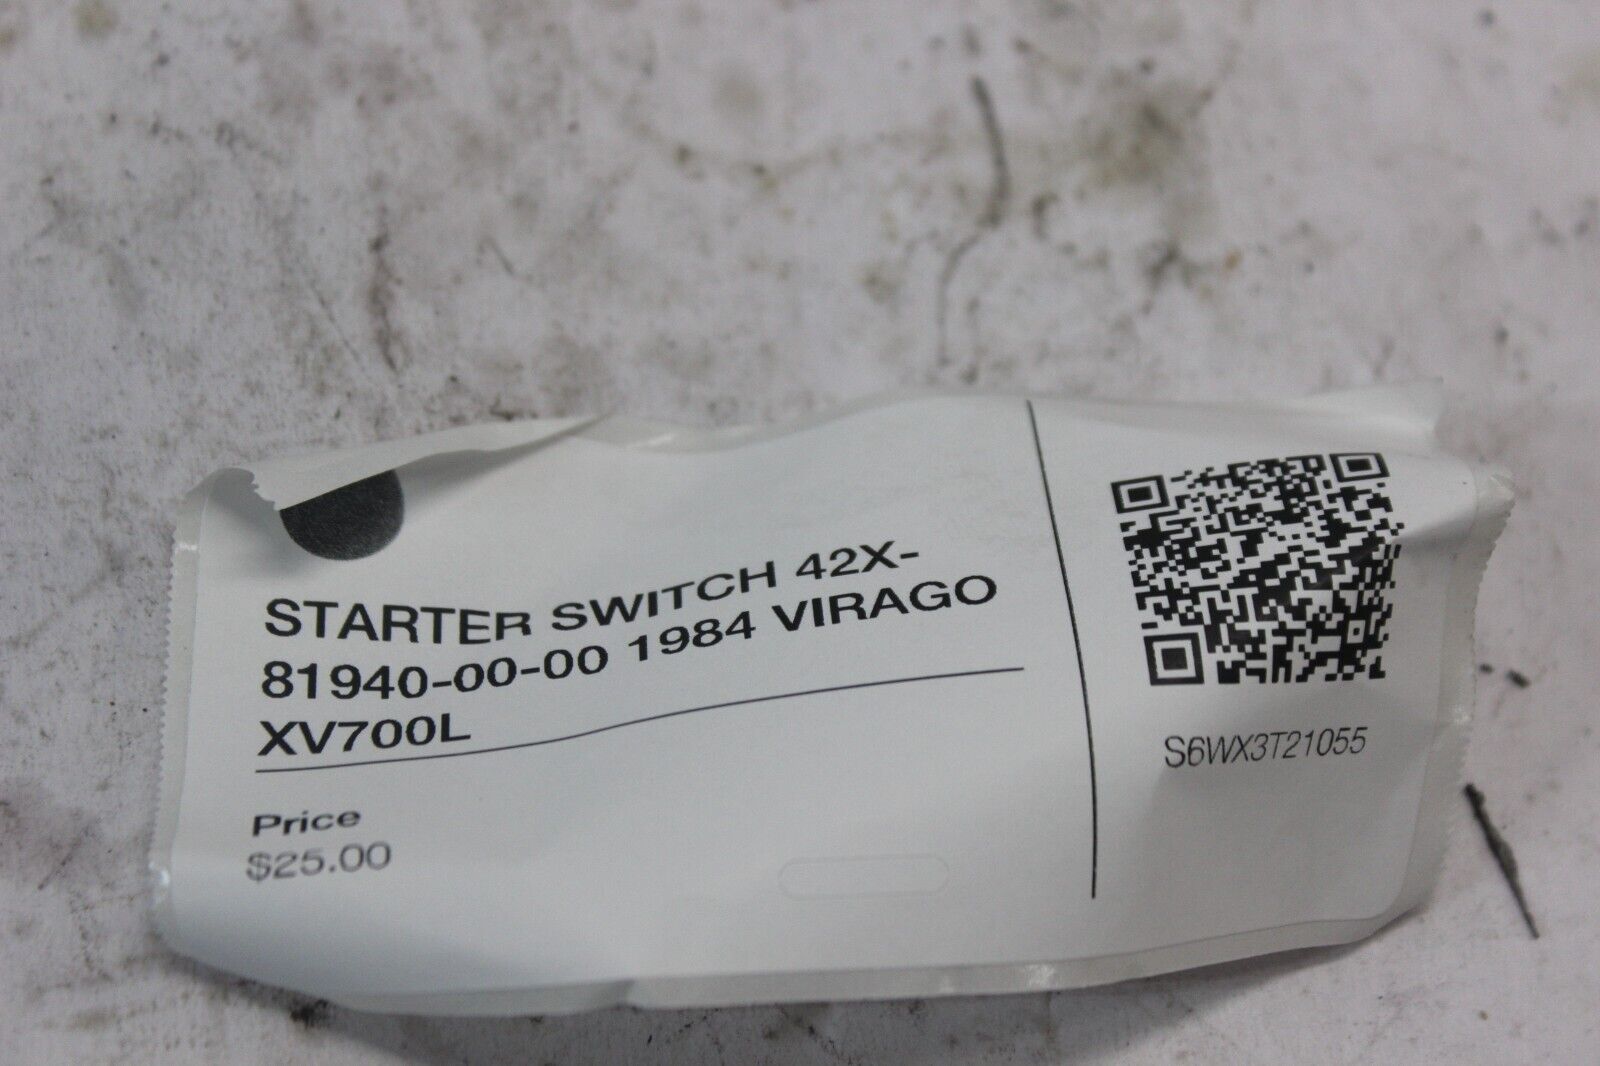 STARTER SWITCH 42X-
81940-00-00 1984 VIRAGO
XV700L
Price
$25.00
S6WX3T21055